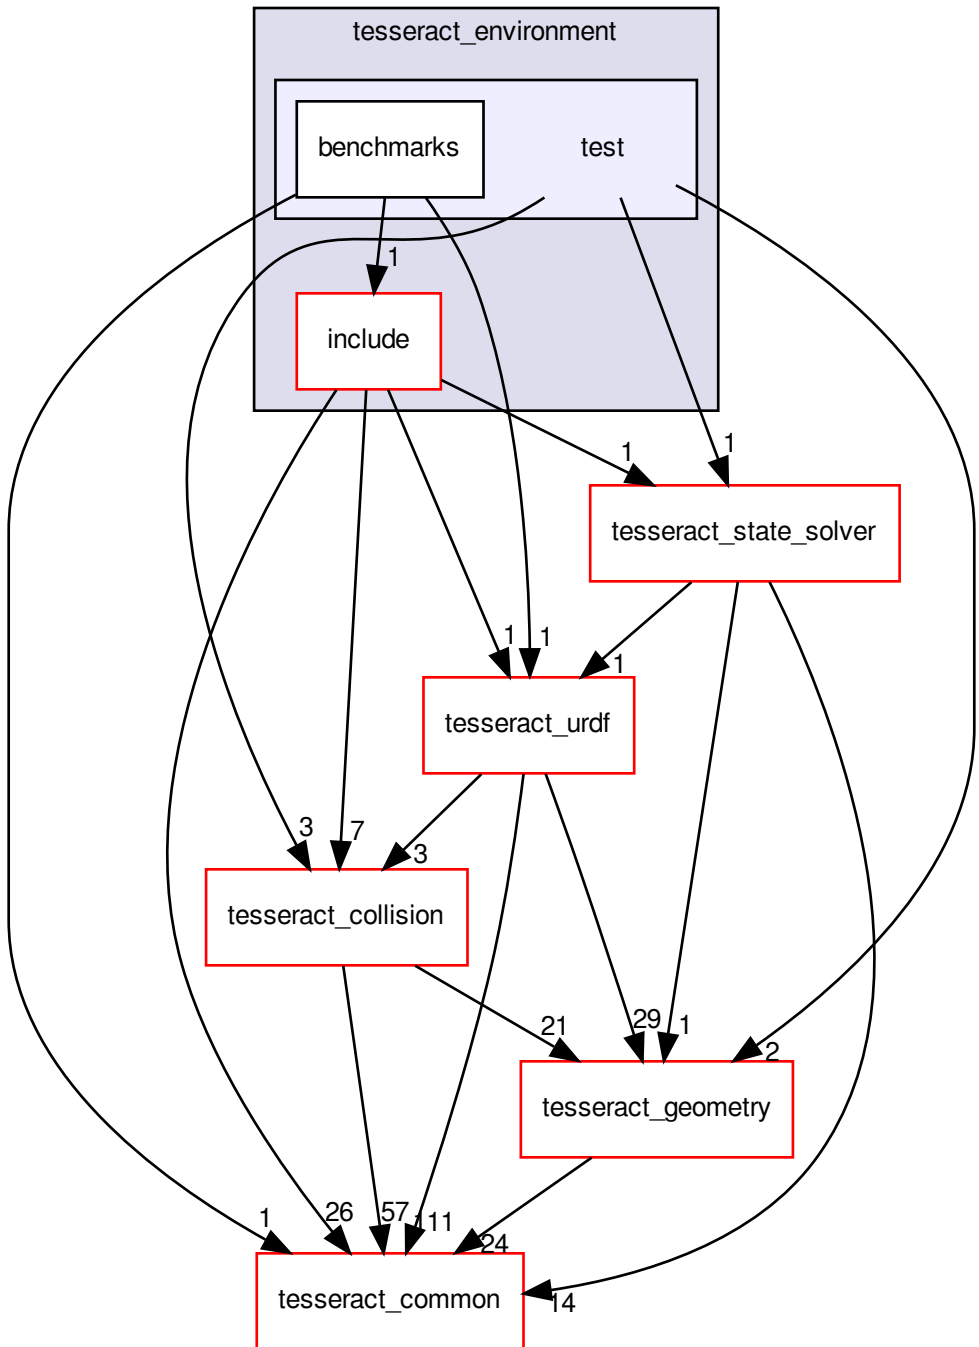 tesseract_environment
benchmarks
test
1
include
1
1
tesseract_state_solver
1
1
1
tesseract_urdf
3
7
3
tesseract_collision
21
29
1
2
tesseract_geometry
1
26
57
111
24
14
tesseract_common